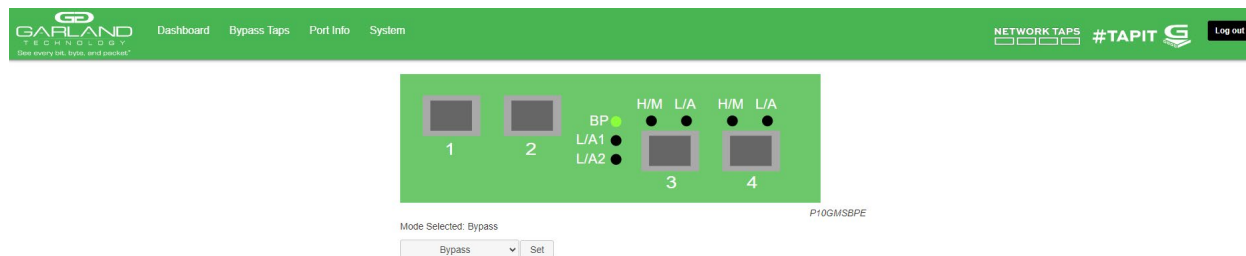 GARLAND
TECHNOLOGY
See every bit, byte, and packet®
Dashboard Bypass Taps Port Info System
NETWORK TAPS #TAPIT G Log out
H/M L/A H/M L/A
BP
L/A1
L/A2
1 2 3 4
P10GMSBPE
Mode Selected: Bypass
Bypass Set